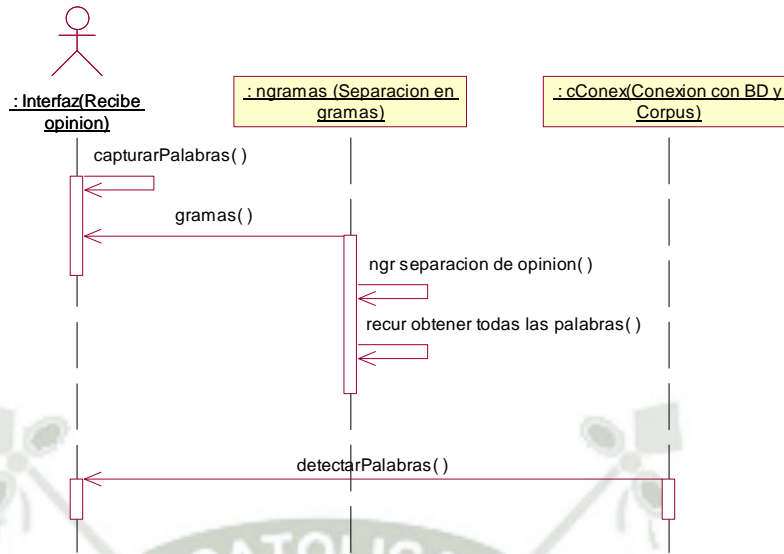 : Interfaz(Recibe
opinion)
: ngramas (Separacion en
gramas)
: cConex(Conexion con BD y
Corpus)
capturarPalabras( )
gramas( )
ngr separacion de opinion( )
recur obtener todas las palabras( )
detectarPalabras( )
CATOLICA